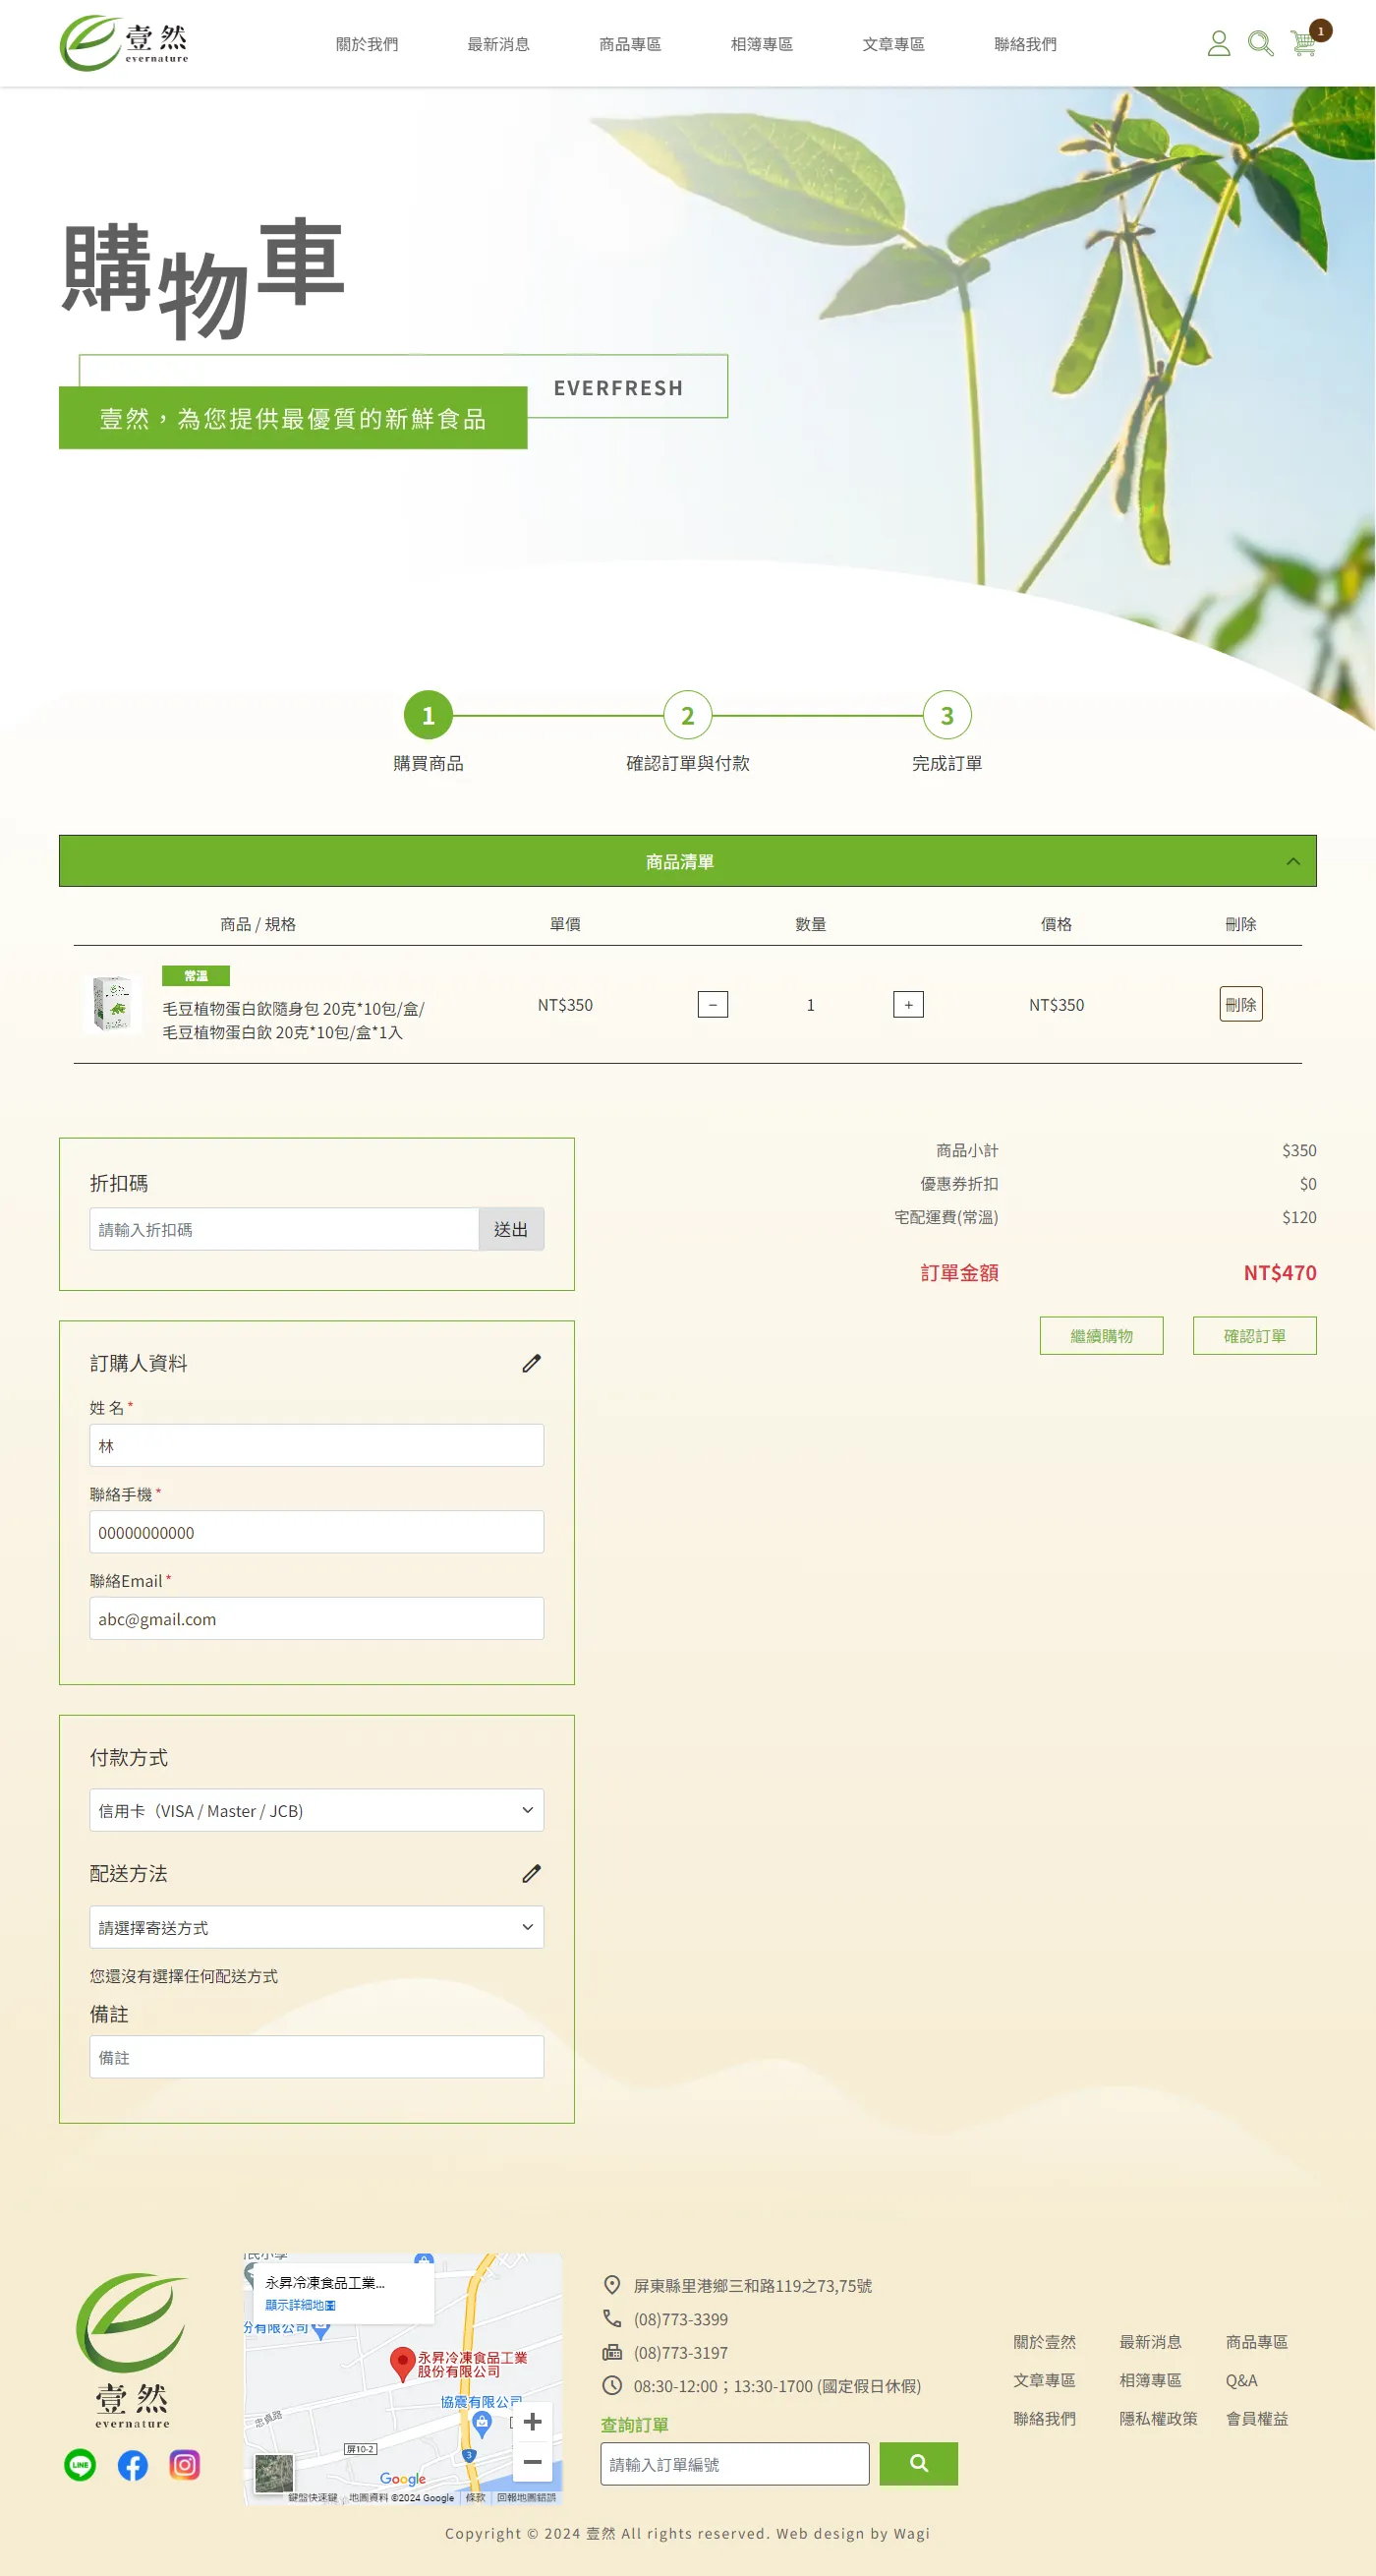 壹然
evernature
關於我們
最新消息
商品專區
相簿專區
文章專區
聯絡我們
1
購物車
EVERFRESH
壹然，為您提供最優質的新鮮食品
1
2
3
購買商品
確認訂單與付款
完成訂單
商品清單
商品 / 規格
單價
數量
價格
刪除
常溫
毛豆植物蛋白飲隨身包 20克*10包/盒/
毛豆植物蛋白飲 20克*10包/盒*1入
NT$350
−
1
+
NT$350
刪除
折扣碼
請輸入折扣碼
送出
商品小計
$350
優惠券折扣
$0
宅配運費(常溫)
$120
訂單金額
NT$470
繼續購物
確認訂單
訂購人資料
姓 名 *
林
聯絡手機 *
00000000000
聯絡Email *
abc@gmail.com
付款方式
信用卡（VISA / Master / JCB)
配送方法
請選擇寄送方式
您還沒有選擇任何配送方式
備註
備註
壹然
evernature
LINE
永昇冷凍食品工業...
顯示詳細地圖
份有限公司
永昇冷凍食品工業
股份有限公司
協震有限公司
屏10-2
3
Google
鍵盤快速鍵
地圖資料 ©2024 Google
條款
回報地圖錯誤
屏東縣里港鄉三和路119之73,75號
(08)773-3399
(08)773-3197
08:30-12:00；13:30-1700 (國定假日休假)
查詢訂單
請輸入訂單編號
關於壹然
最新消息
商品專區
文章專區
相簿專區
Q&A
聯絡我們
隱私權政策
會員權益
Copyright © 2024 壹然 All rights reserved. Web design by Wagi